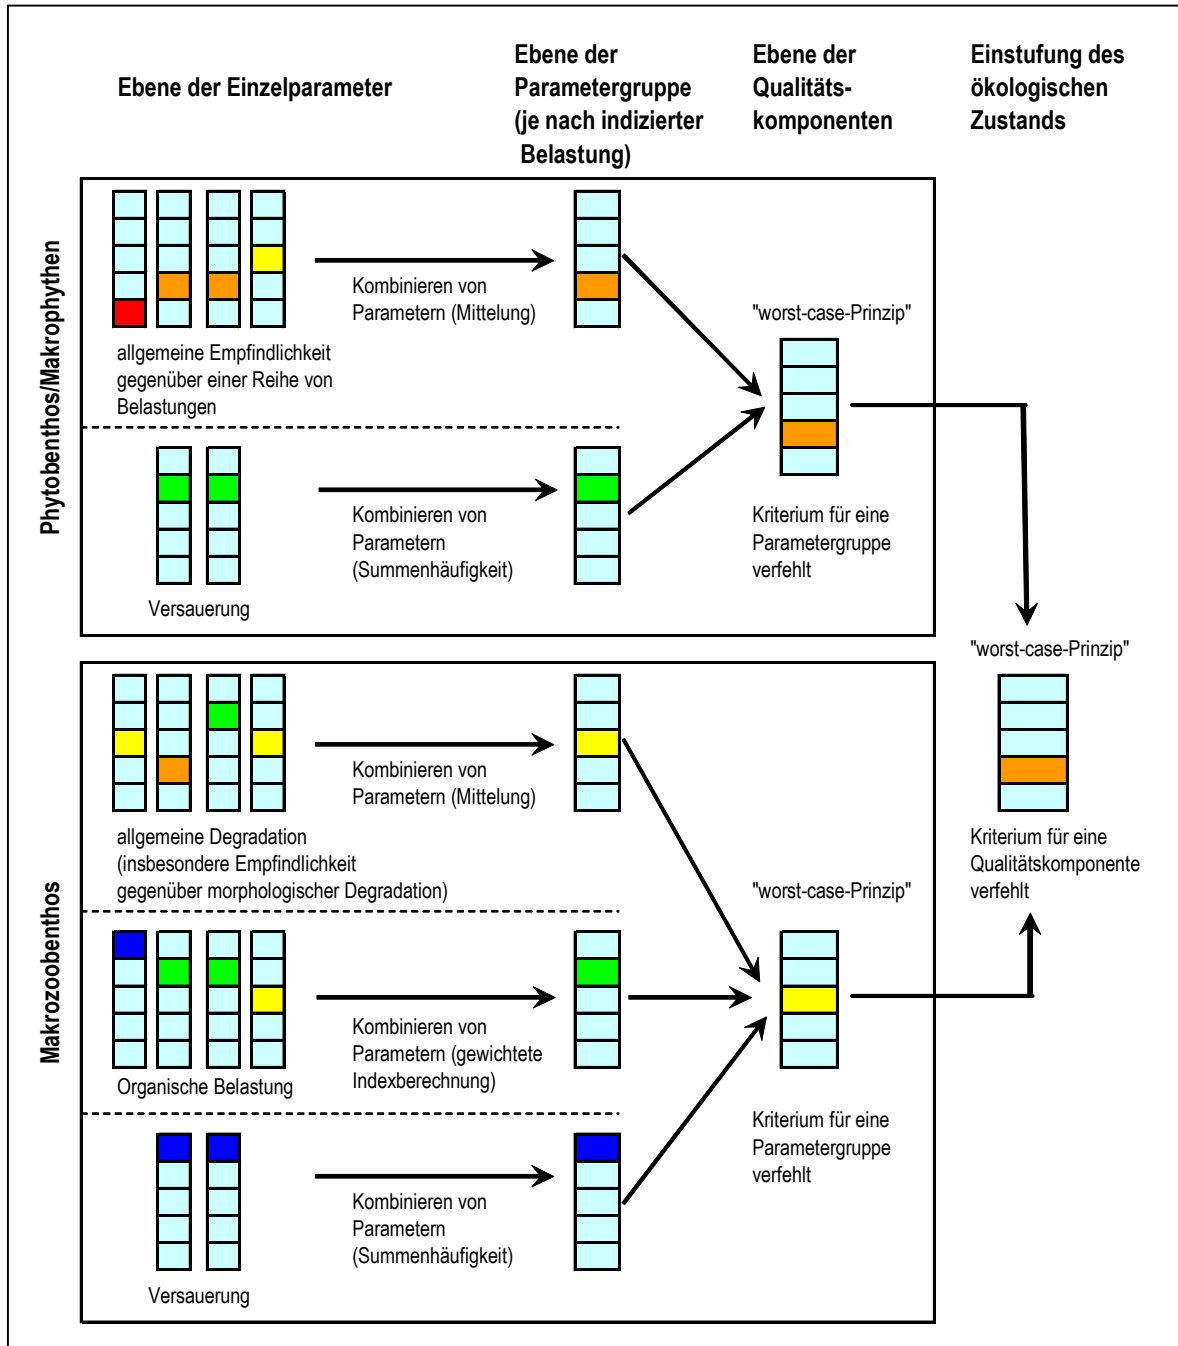 Ebene der Einzelparameter
Ebene der
Parametergruppe
(je nach indizierter
Belastung)
Ebene der
Qualitäts-
komponenten
Einstufung des
ökologischen
Zustands
Phytobenthos/Makrophythen
Kombinieren von
Parametern (Mittelung)
"worst-case-Prinzip"
allgemeine Empfindlichkeit
gegenüber einer Reihe von
Belastungen
Kombinieren von
Parametern
(Summenhäufigkeit)
Kriterium für eine
Parametergruppe
verfehlt
Versauerung
"worst-case-Prinzip"
Kriterium für eine
Qualitätskomponente
verfehlt
Makrozoobenthos
Kombinieren von
Parametern (Mittelung)
allgemeine Degradation
(insbesondere Empfindlichkeit
gegenüber morphologischer Degradation)
"worst-case-Prinzip"
Kombinieren von
Parametern (gewichtete
Indexberechnung)
Organische Belastung
Kriterium für eine
Parametergruppe
verfehlt
Kombinieren von
Parametern
(Summenhäufigkeit)
Versauerung